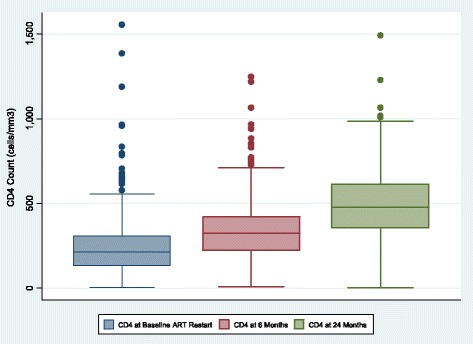 1,500
1,000
500
0
CD4 Count (cells/mm3)
CD4 at Baseline ART Restart CD4 at 6 Months CD4 at 24 Months